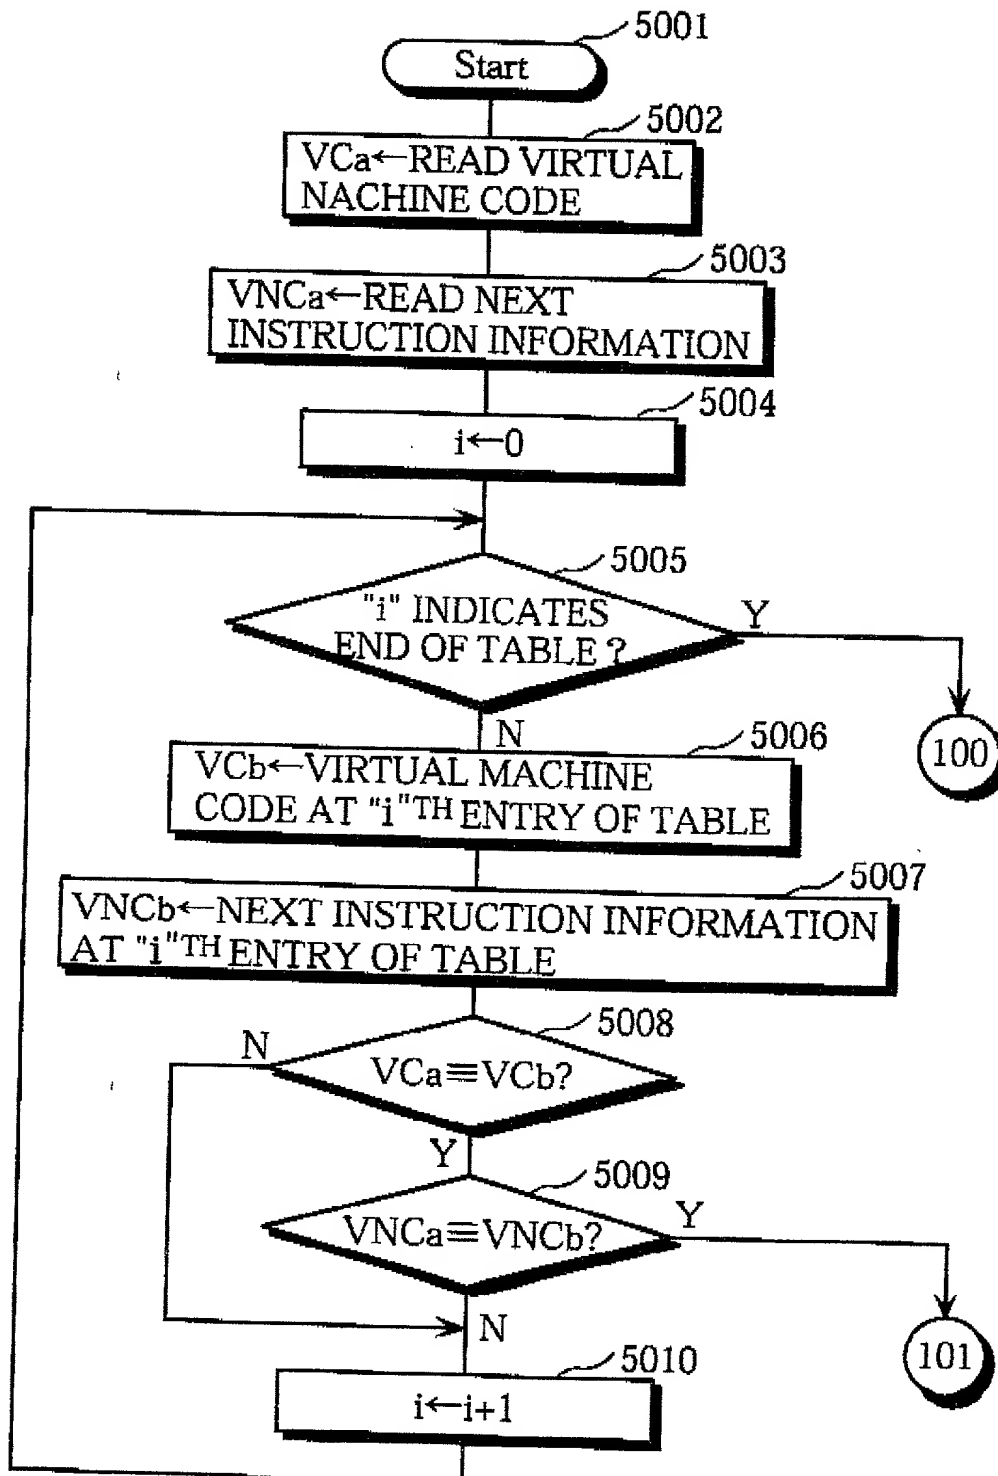 5001
Start
5002
VCa←READ VIRTUAL
NACHINE CODE
5003
VNCa←READ NEXT
INSTRUCTION INFORMATION
5004
i←0
5005
"i" INDICATES
END OF TABLE ?
Y
N
100
5006
VCb←VIRTUAL MACHINE
CODE AT "i"TH ENTRY OF TABLE
5007
VNCb←NEXT INSTRUCTION INFORMATION
AT "i"TH ENTRY OF TABLE
5008
N
VCa≡VCb?
Y
5009
VNCa≡VNCb?
Y
N
101
5010
i←i+1